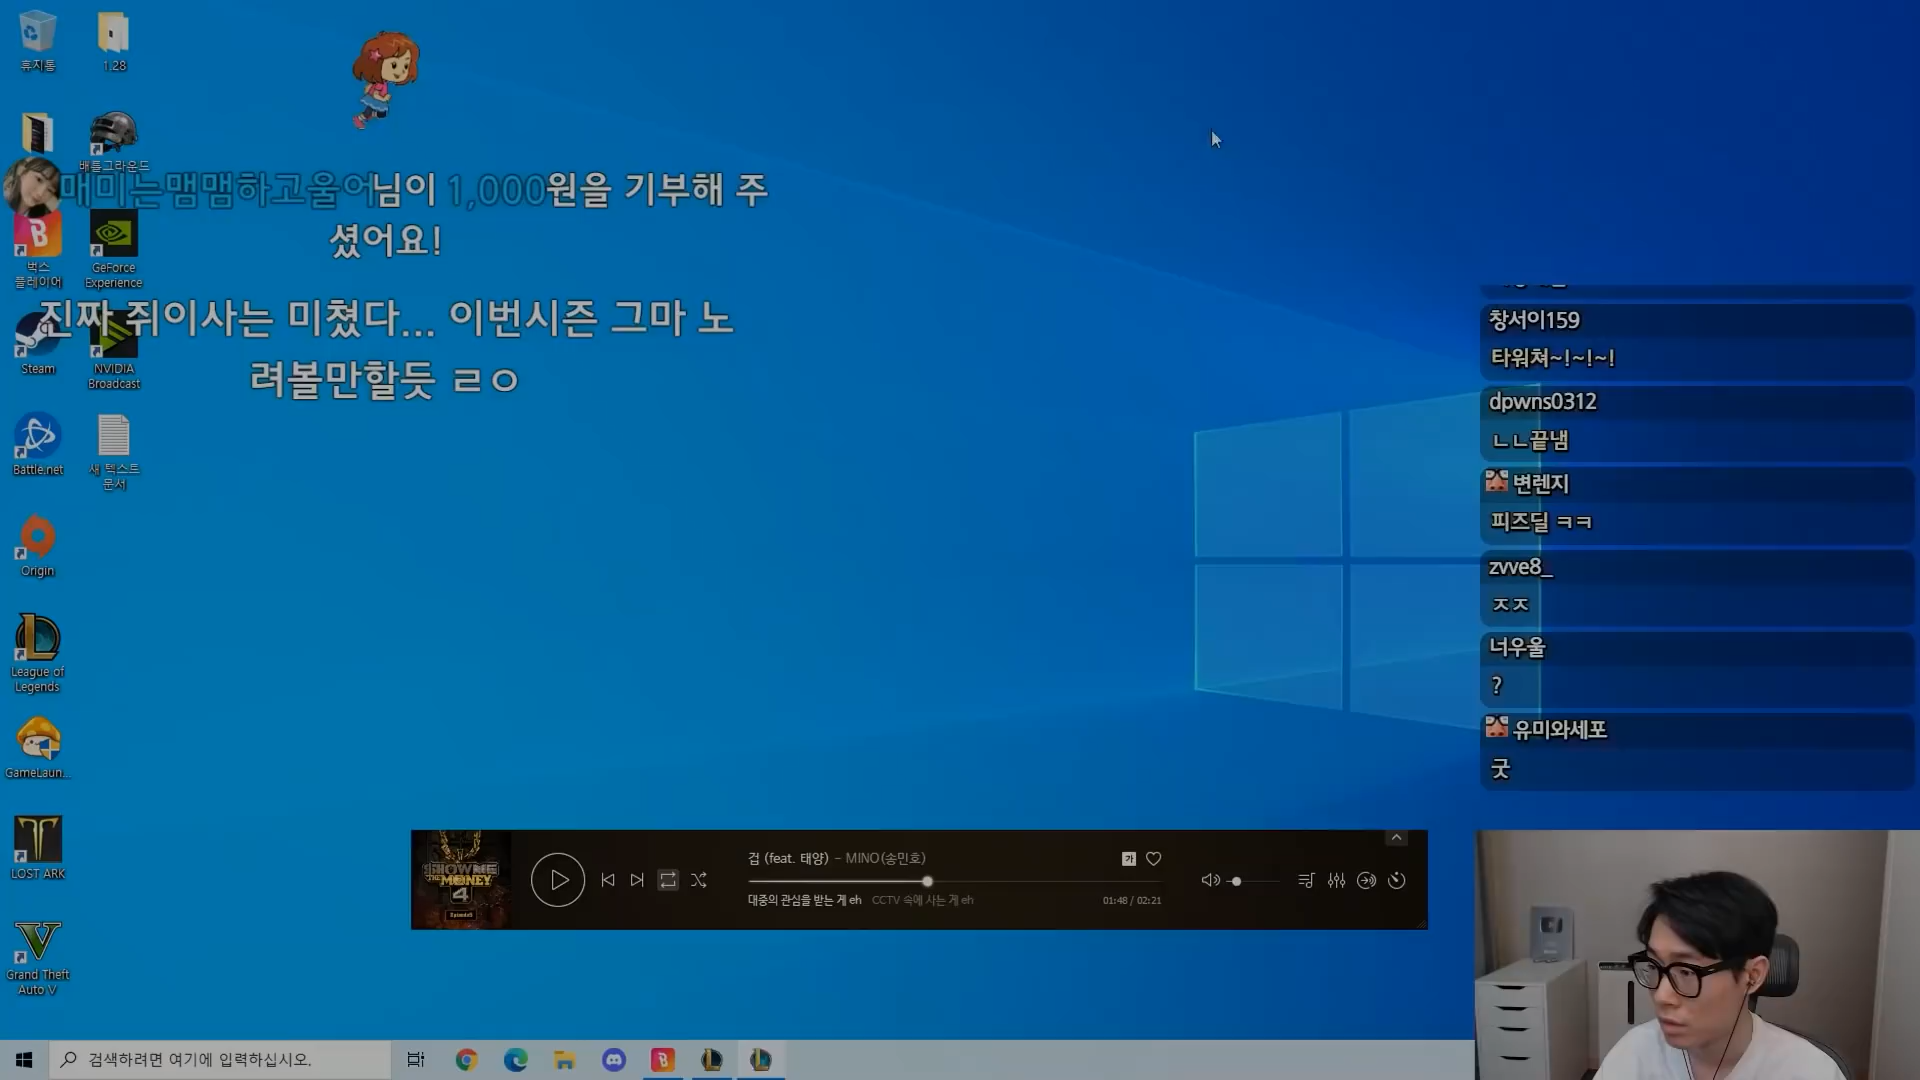 휴지통
1.28
배틀그라운드
매미는맴맴하고울어님이 1,000원을 기부해 주
셨어요!
벅스
플레이어
GeForce
Experience
진짜 쥐이사는 미쳤다... 이번시즌 그마 노
려볼만할듯 ㄹㅇ
Steam
NVIDIA
Broadcast
Battle.net
새 텍스트
문서
Origin
League of
Legends
GameLaun...
LOST ARK
Grand Theft
Auto V
창서이159
타워쳐~!~!~!
dpwns0312
ㄴㄴ끝냄
변렌지
피즈딜 ㅋㅋ
zvve8_
ㅈㅈ
너우울
?
유미와세포
굿
SHOW ME
THE MONEY
4
Episode5
겁 (feat. 태양) - MINO(송민호)
가
대중의 관심을 받는 게 eh CCTV 속에 사는 게 eh
01:48 / 02:21
검색하려면 여기에 입력하십시오.